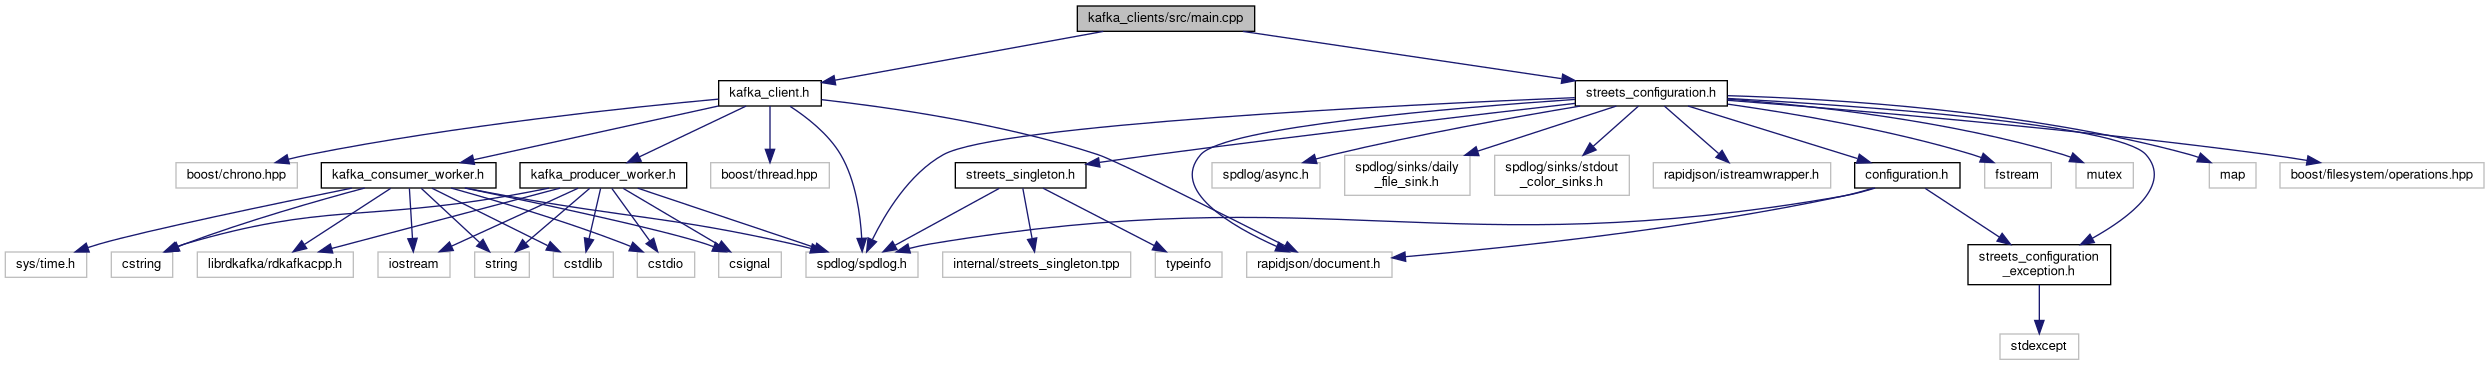 kafka_clients/src/main.cpp
kafka_client.h
streets_configuration.h
boost/chrono.hpp
kafka_consumer_worker.h
kafka_producer_worker.h
boost/thread.hpp
streets_singleton.h
spdlog/async.h
spdlog/sinks/daily
_file_sink.h
spdlog/sinks/stdout
_color_sinks.h
rapidjson/istreamwrapper.h
configuration.h
fstream
mutex
map
boost/filesystem/operations.hpp
sys/time.h
cstring
librdkafka/rdkafkacpp.h
iostream
string
cstdlib
cstdio
csignal
spdlog/spdlog.h
internal/streets_singleton.tpp
typeinfo
rapidjson/document.h
streets_configuration
_exception.h
stdexcept